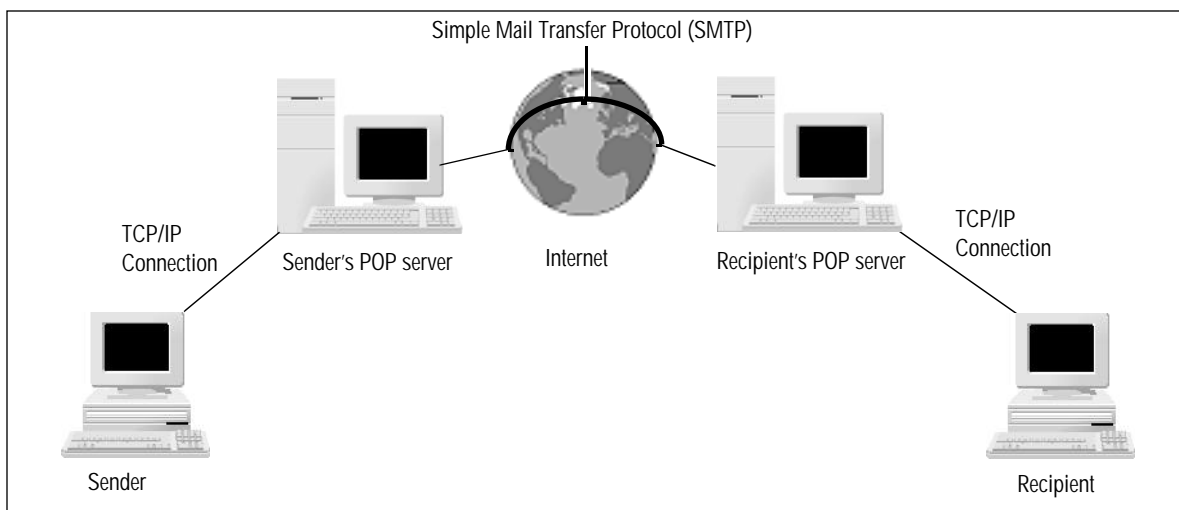 Simple Mail Transfer Protocol (SMTP)
TCP/IP
Connection
Sender's POP server
Internet
Recipient's POP server
TCP/IP
Connection
Sender
Recipient